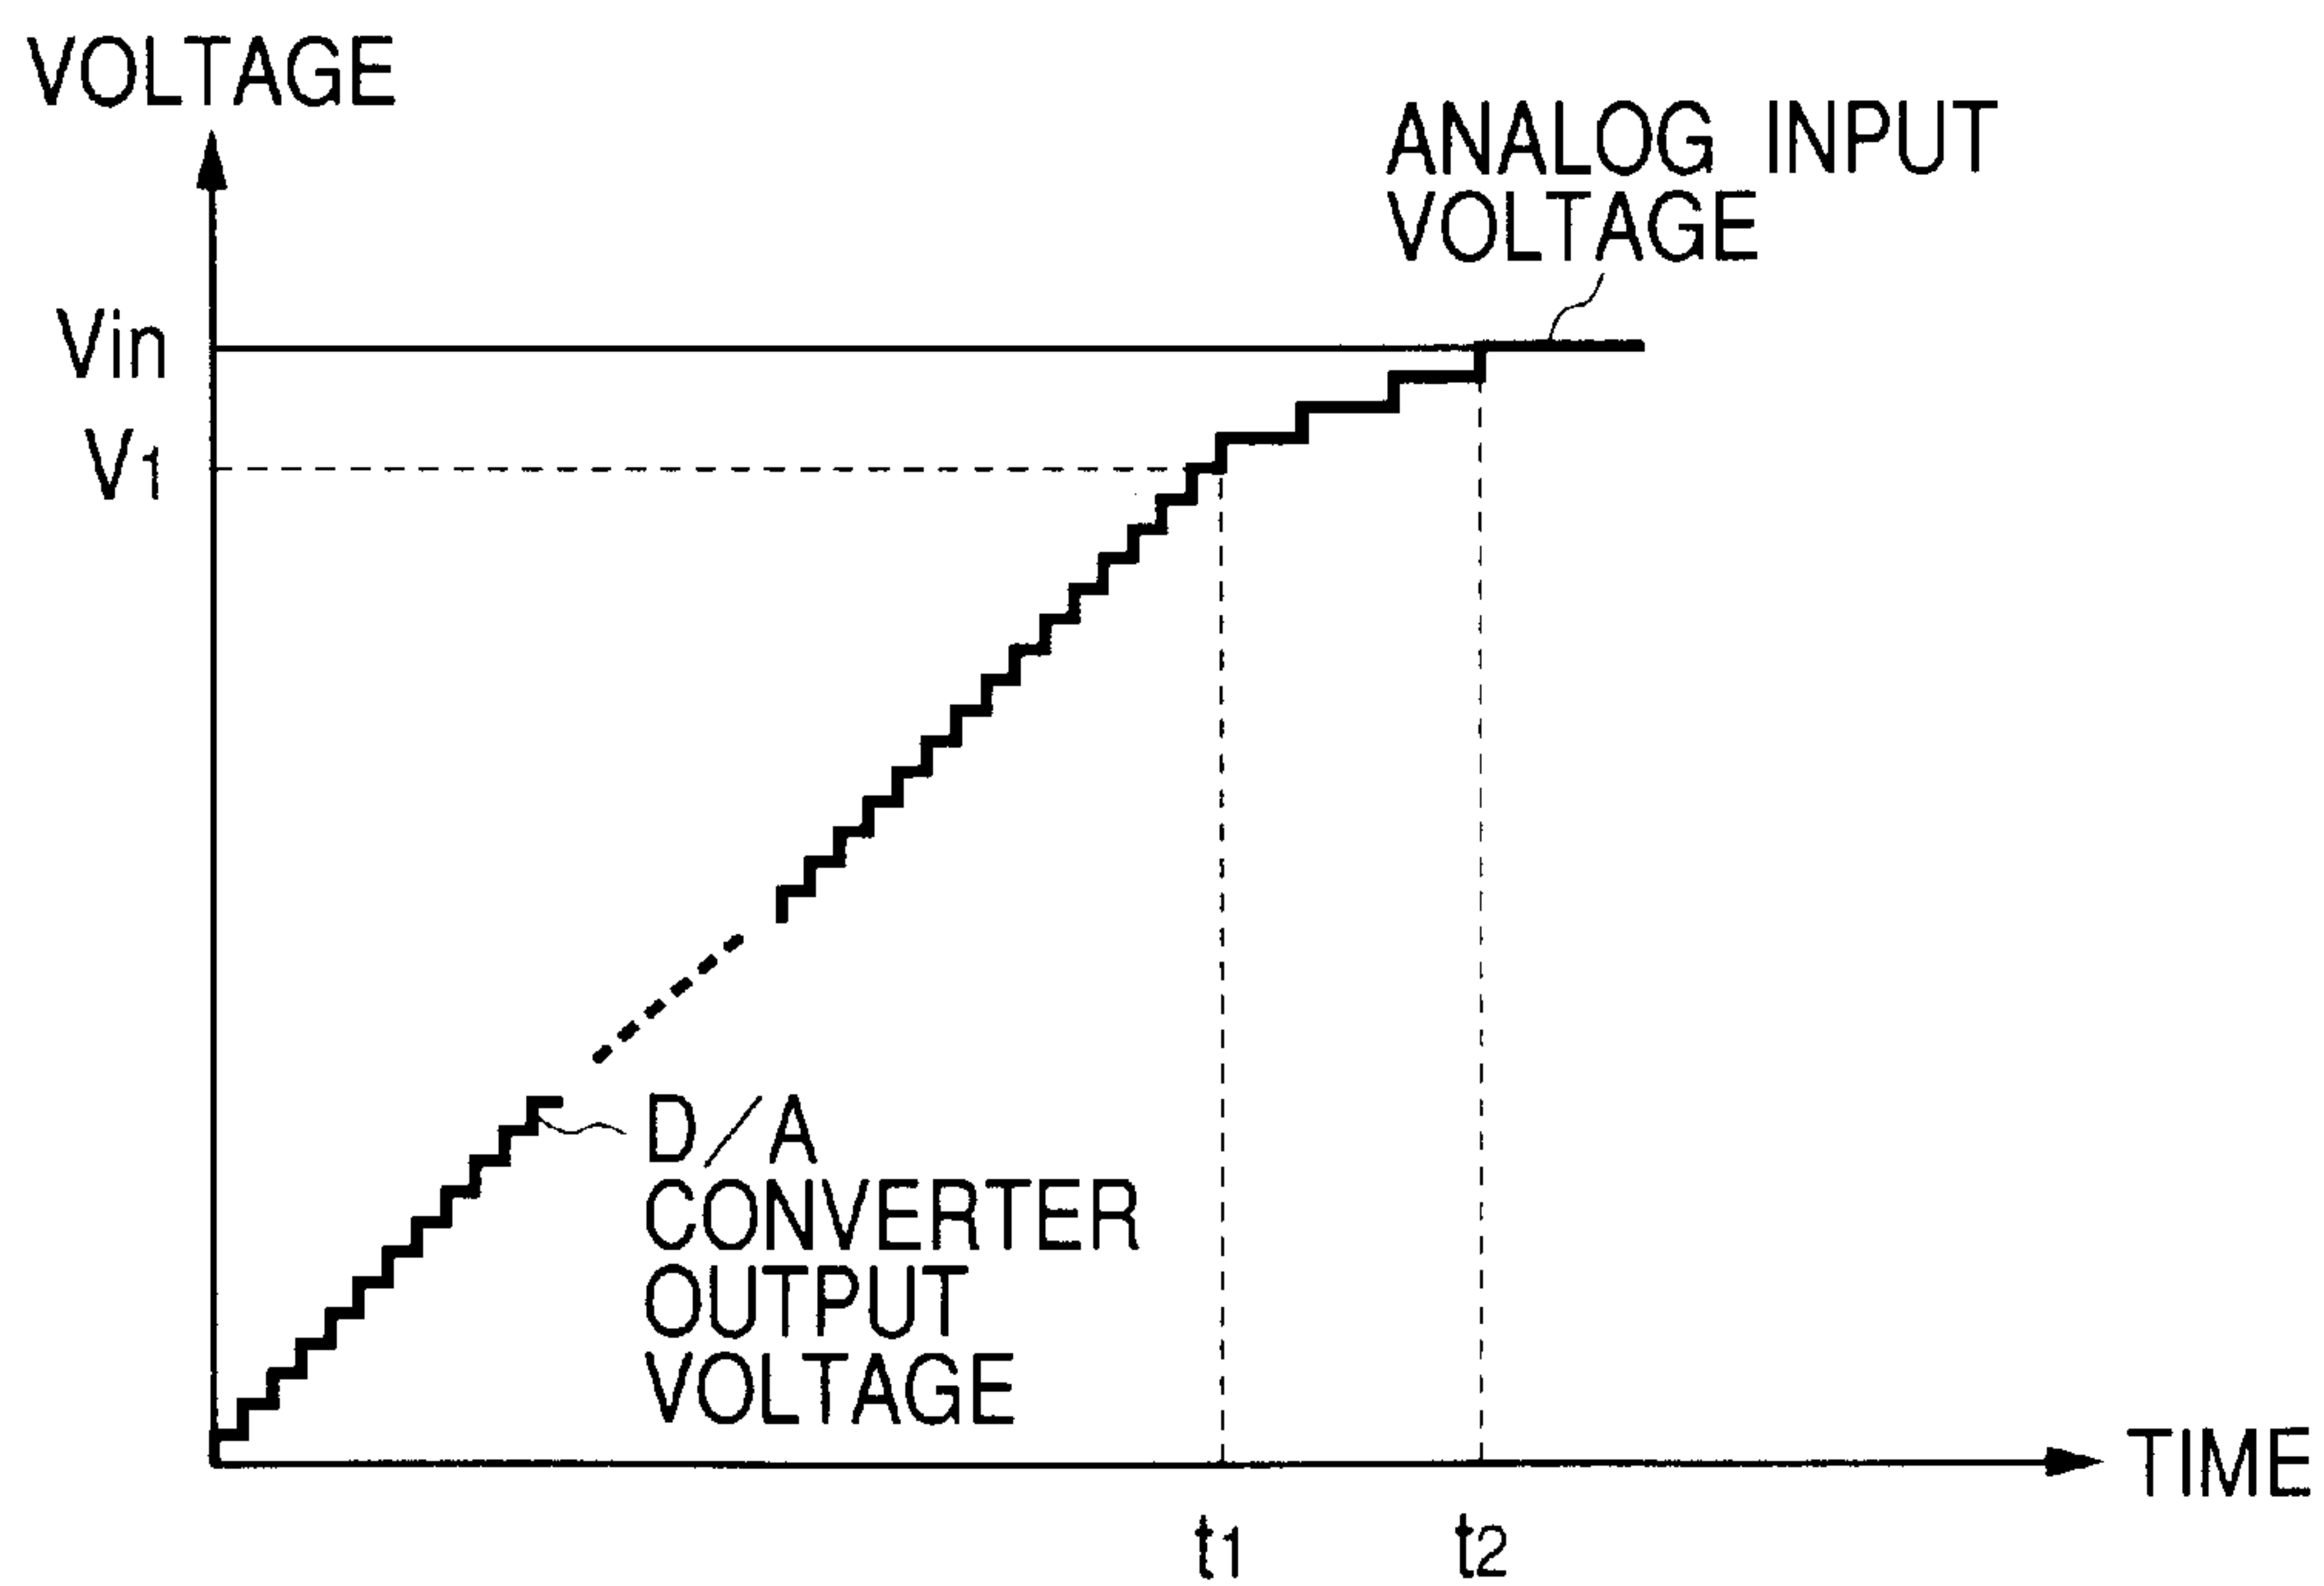 VOLTAGE
ANALOG INPUT
VOLTAGE
Vin
V1
D/A
CONVERTER
OUTPUT
VOLTAGE
TIME
t1
t2